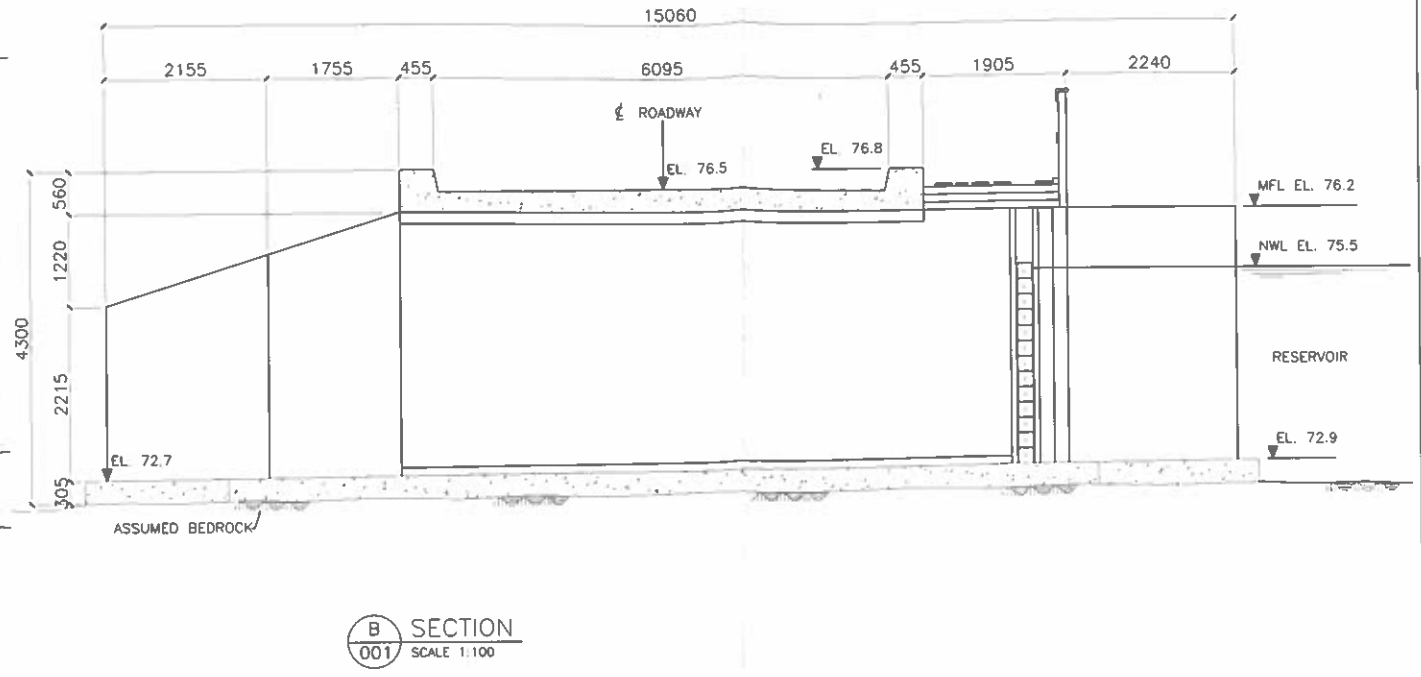 15060
2155 1755 455 6095 455 1905 2240
℄ ROADWAY
EL. 76.5
EL. 76.8
MFL EL. 76.2
NWL EL. 75.5
560
1220
4300
2215
305
RESERVOIR
EL. 72.7
EL. 72.9
ASSUMED BEDROCK
B
001
SECTION
SCALE 1:100